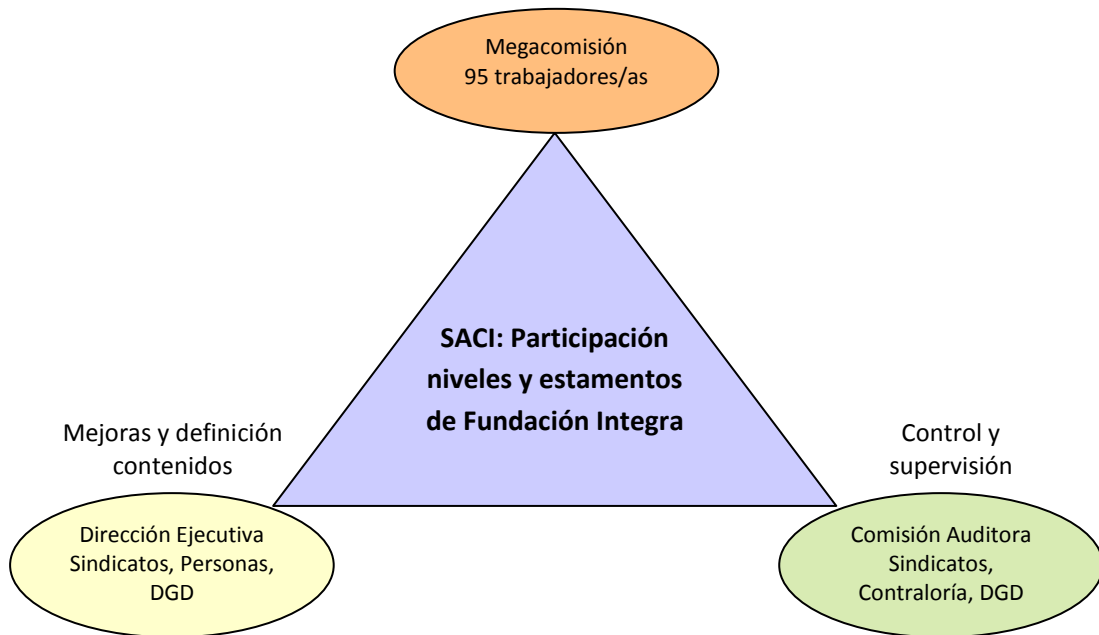 Megacomisión
95 trabajadores/as
SACI: Participación
niveles y estamentos
de Fundación Integra
Mejoras y definición
contenidos
Control y
supervisión
Dirección Ejecutiva
Sindicatos, Personas,
DGD
Comisión Auditora
Sindicatos,
Contraloría, DGD